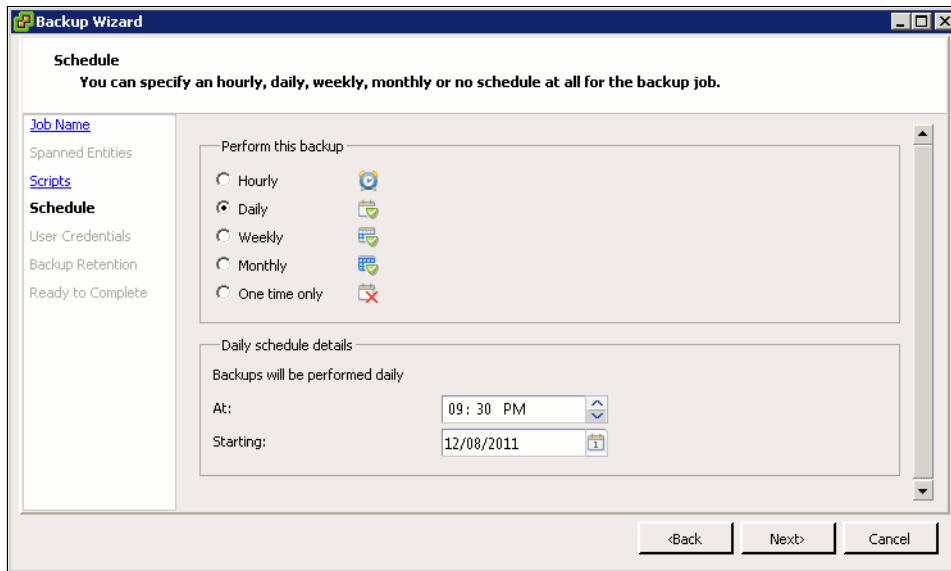 Backup Wizard
Schedule
You can specify an hourly, daily, weekly, monthly or no schedule at all for the backup job.
Job Name
Spanned Entities
Scripts
Schedule
User Credentials
Backup Retention
Ready to Complete
Perform this backup
Hourly
Daily
Weekly
Monthly
One time only
Daily schedule details
Backups will be performed daily
At:
09: 30 PM
Starting:
12/08/2011
1
<Back
Next>
Cancel